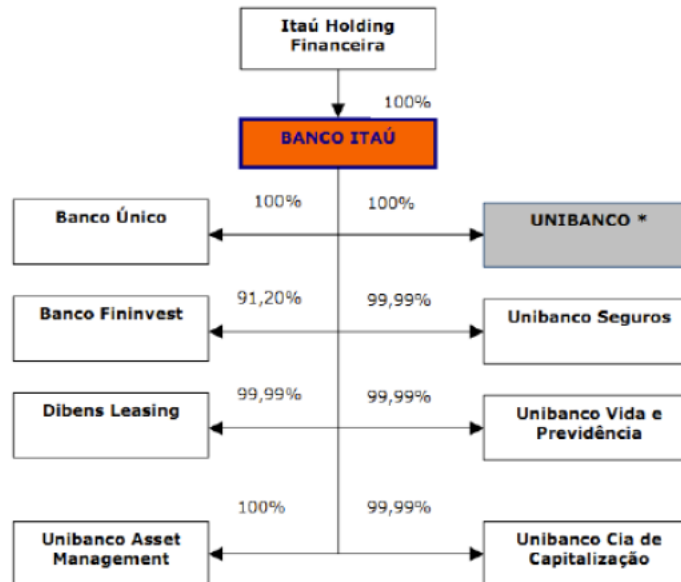 Itaú Holding
Financeira
100%
BANCO ITAÚ
100%
100%
Banco Único
UNIBANCO *
91,20%
99,99%
Banco Fininvest
Unibanco Seguros
99,99%
99,99%
Dibens Leasing
Unibanco Vida e
Previdência
100%
99,99%
Unibanco Asset
Management
Unibanco Cia de
Capitalização